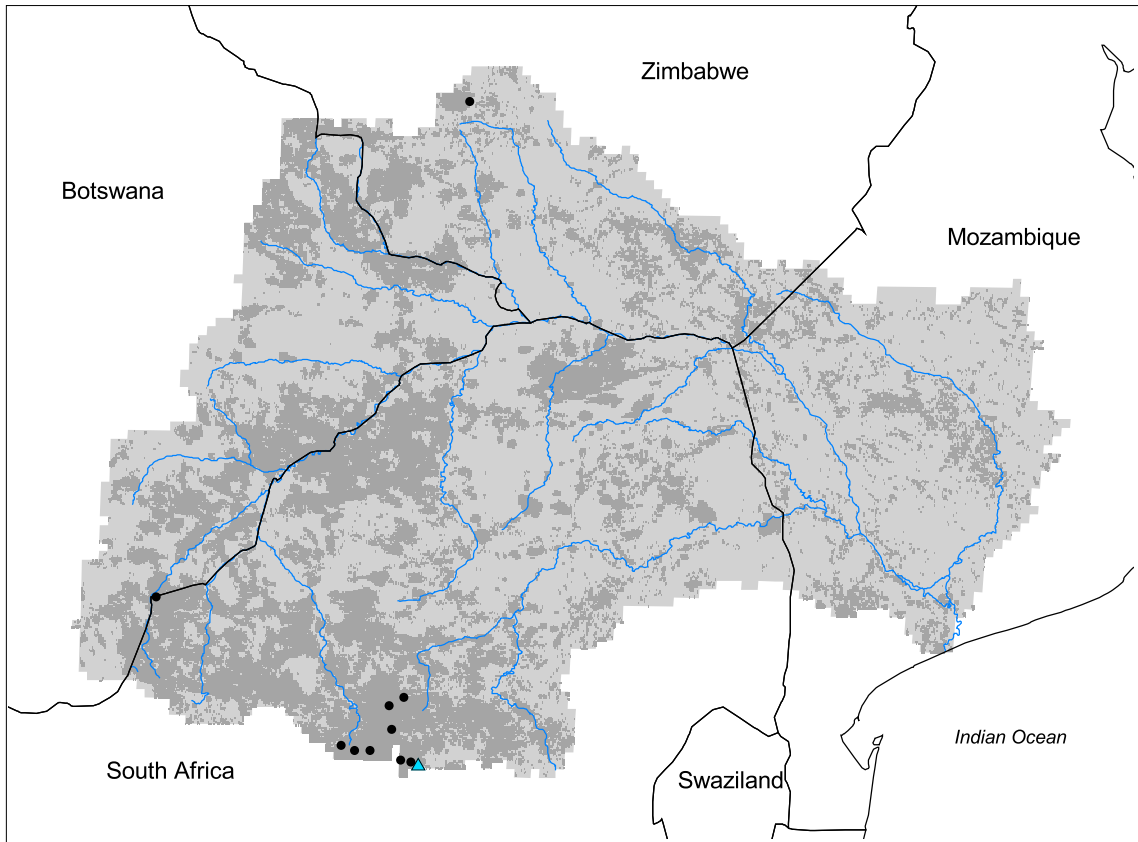 Zimbabwe
Botswana
Mozambique
Indian Ocean
South Africa
Swaziland